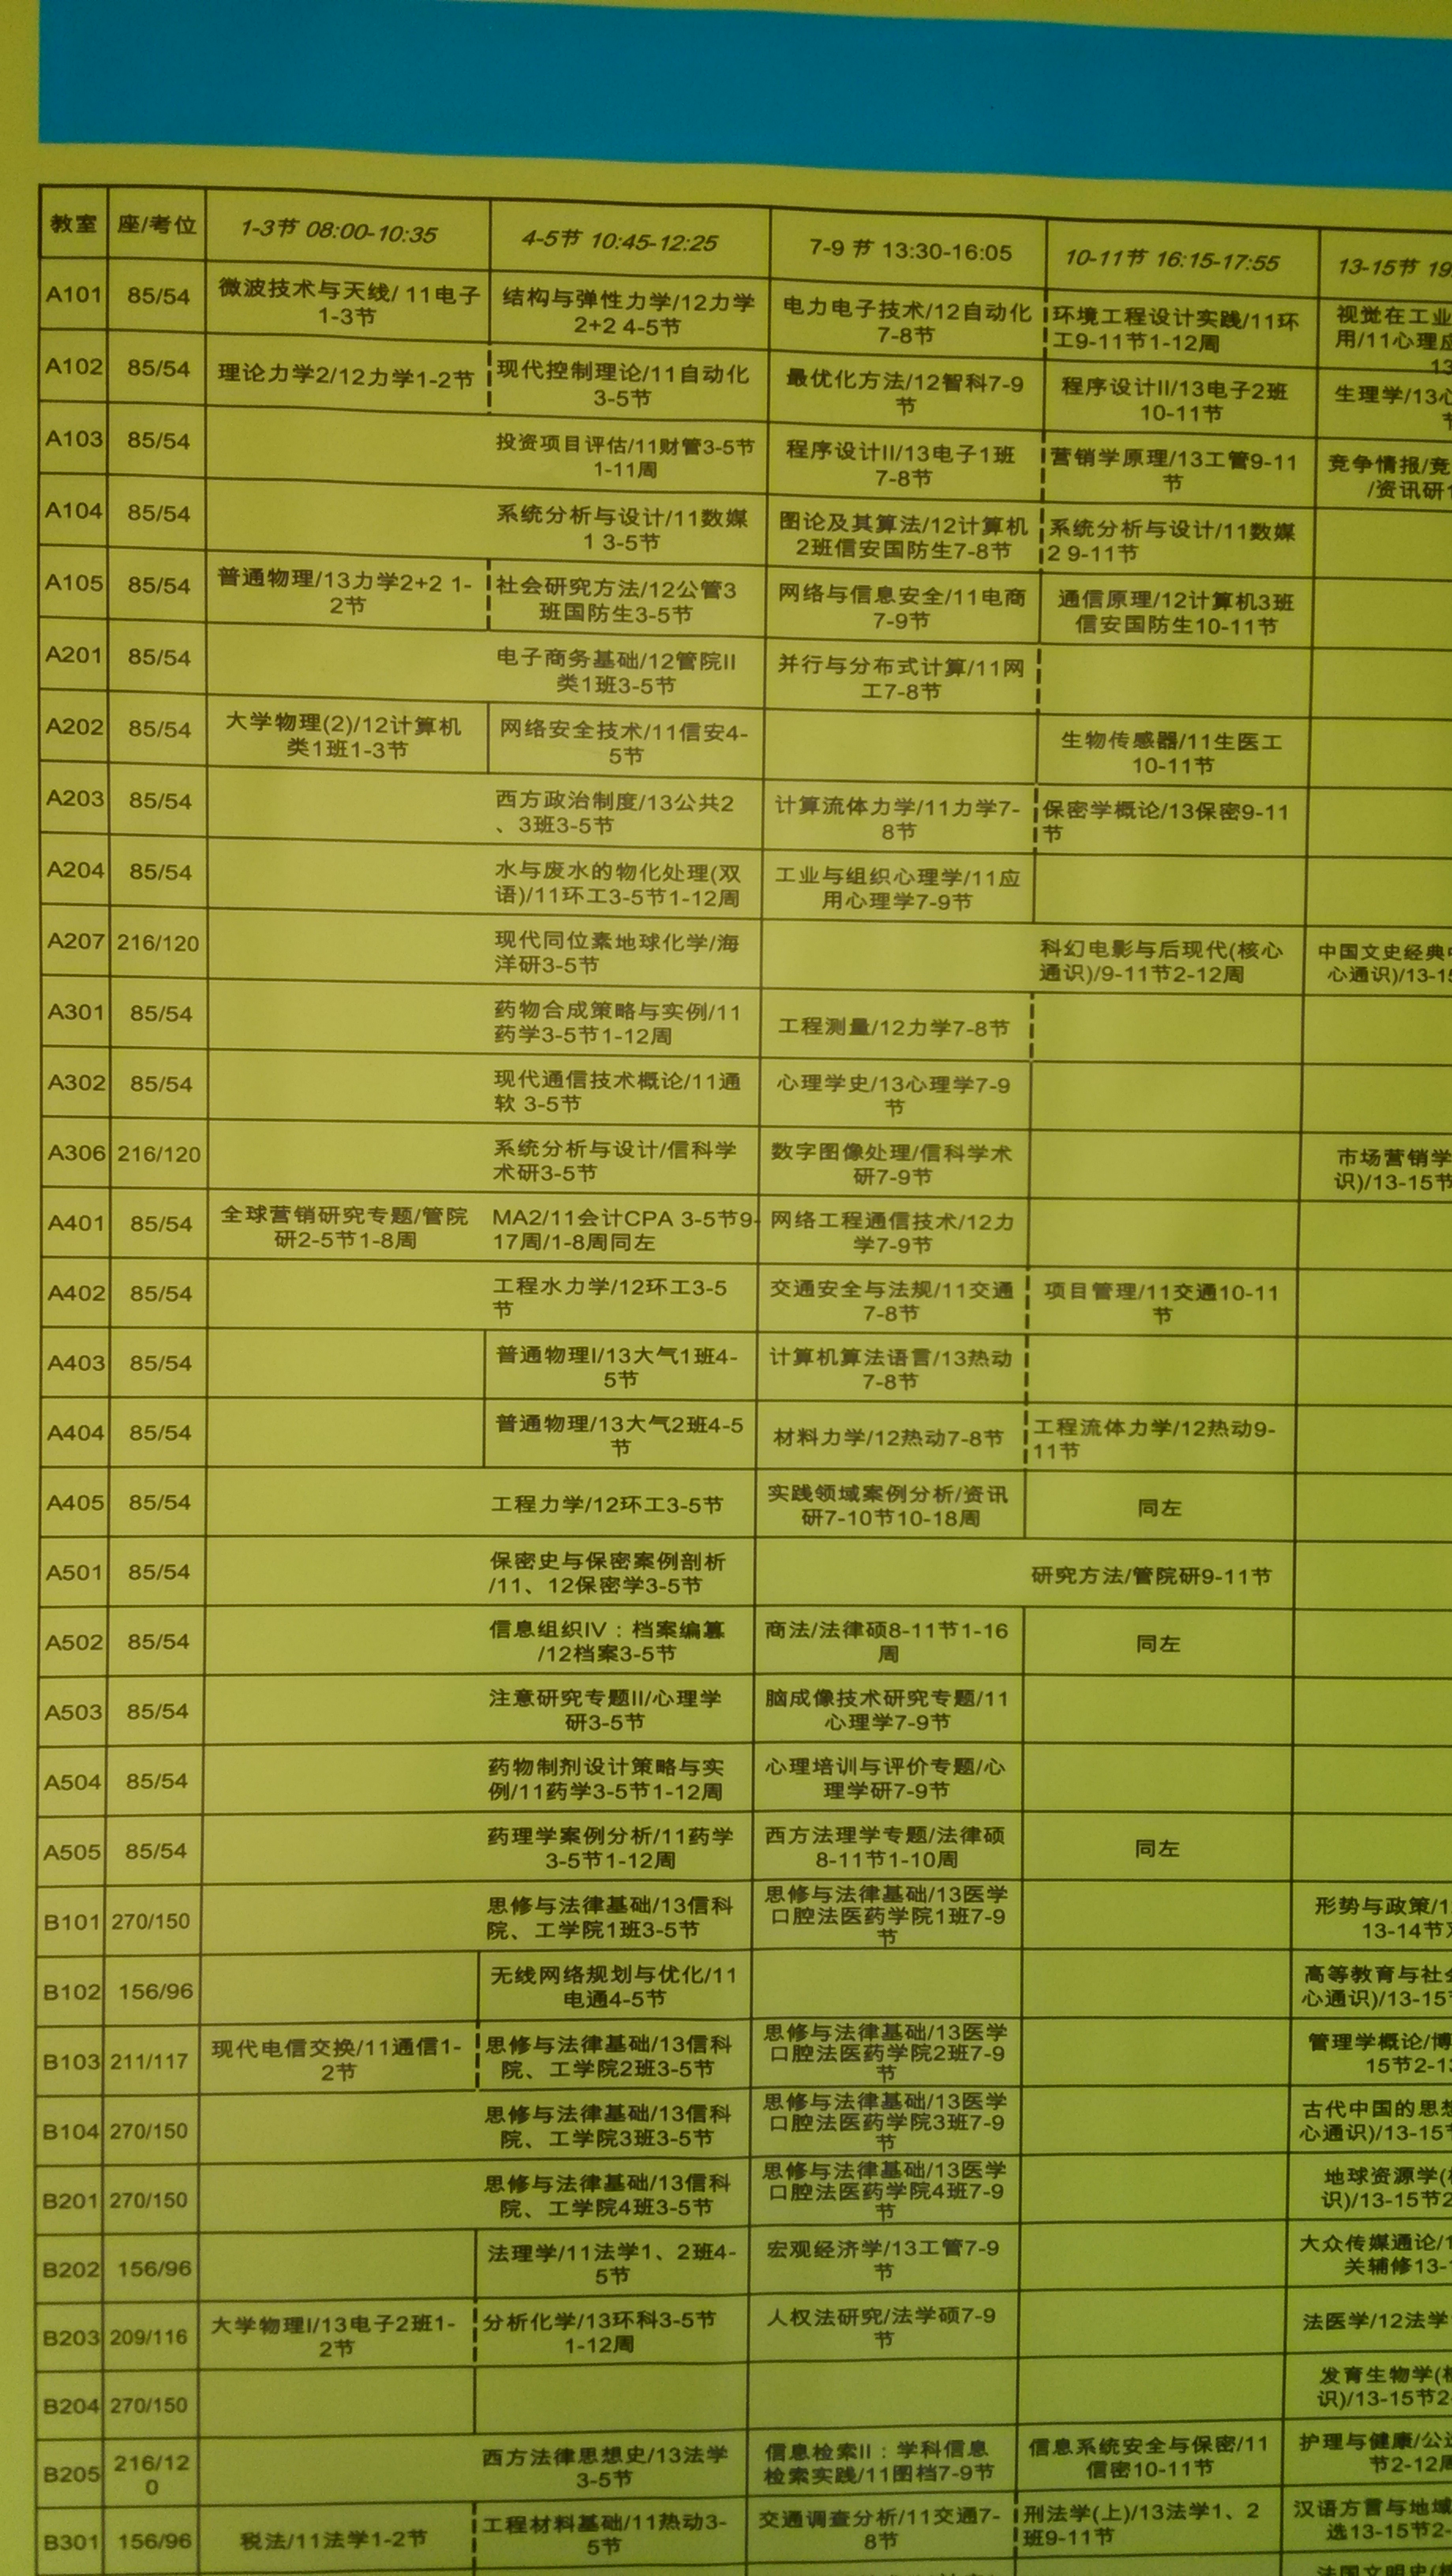 教室 座/考位 1-3节 08:00-10:35 4-5节 10:45-12:25 7-9 节 13:30-16:05 10-11节 16:15-17:55 13-15节 19
A101 85/54 微波技术与天线/ 11电子 结构与弹性力学/12力学 电力电子技术/12自动化 环境工程设计实践/11环 视觉在工业
1-3节 2+2 4-5节 7-8节 工9-11节1-12周 用/11心理应
13
A102 85/54 理论力学2/12力学1-2节 现代控制理论/11自动化 最优化方法/12智科7-9 程序设计II/13电子2班 生理学/13心
3-5节 节 10-11节 节
A103 85/54 投资项目评估/11财管3-5节 程序设计II/13电子1班 营销学原理/13工管9-11 竞争情报/竞
1-11周 7-8节 节 /资讯研1
A104 85/54 系统分析与设计/11数媒 图论及其算法/12计算机 系统分析与设计/11数媒
1 3-5节 2班信安国防生7-8节 2 9-11节
A105 85/54 普通物理/13力学2+2 1- 社会研究方法/12公管3 网络与信息安全/11电商 通信原理/12计算机3班
2节 班国防生3-5节 7-9节 信安国防生10-11节
A201 85/54 电子商务基础/12管院II 并行与分布式计算/11网
类1班3-5节 工7-8节
A202 85/54 大学物理(2)/12计算机 网络安全技术/11信安4- 生物传感器/11生医工
类1班1-3节 5节 10-11节
A203 85/54 西方政治制度/13公共2 计算流体力学/11力学7- 保密学概论/13保密9-11
、3班3-5节 8节 节
A204 85/54 水与废水的物化处理(双 工业与组织心理学/11应
语)/11环工3-5节1-12周 用心理学7-9节
A207 216/120 现代同位素地球化学/海 科幻电影与后现代(核心 中国文史经典
洋研3-5节 通识)/9-11节2-12周 心通识)/13-15
A301 85/54 药物合成策略与实例/11 工程测量/12力学7-8节
药学3-5节1-12周
A302 85/54 现代通信技术概论/11通 心理学史/13心理学7-9
软 3-5节 节
A306 216/120 系统分析与设计/信科学 数字图像处理/信科学术 市场营销学
术研3-5节 研7-9节 识)/13-15节
A401 85/54 全球营销研究专题/管院 MA2/11会计CPA 3-5节9- 网络工程通信技术/12力
研2-5节1-8周 17周/1-8周同左 学7-9节
A402 85/54 工程水力学/12环工3-5 交通安全与法规/11交通 项目管理/11交通10-11
节 7-8节 节
A403 85/54 普通物理I/13大气1班4- 计算机算法语言/13热动
5节 7-8节
A404 85/54 普通物理/13大气2班4-5 材料力学/12热动7-8节 工程流体力学/12热动9-
节 11节
A405 85/54 工程力学/12环工3-5节 实践领域案例分析/资讯 同左
研7-10节10-18周
A501 85/54 保密史与保密案例剖析 研究方法/管院研9-11节
/11、12保密学3-5节
A502 85/54 信息组织IV：档案编纂 商法/法律硕8-11节1-16 同左
/12档案3-5节 周
A503 85/54 注意研究专题II/心理学 脑成像技术研究专题/11
研3-5节 心理学7-9节
A504 85/54 药物制剂设计策略与实 心理培训与评价专题/心
例/11药学3-5节1-12周 理学研7-9节
A505 85/54 药理学案例分析/11药学 西方法理学专题/法律硕 同左
3-5节1-12周 8-11节1-10周
B101 270/150 思修与法律基础/13信科 思修与法律基础/13医学 形势与政策/1
院、工学院1班3-5节 口腔法医药学院1班7-9 13-14节
节
B102 156/96 无线网络规划与优化/11 高等教育与社会
电通4-5节 心通识)/13-15节
B103 211/117 现代电信交换/11通信1- 思修与法律基础/13信科 思修与法律基础/13医学 管理学概论/博
2节 院、工学院2班3-5节 口腔法医药学院2班7-9 15节2-1
节
B104 270/150 思修与法律基础/13信科 思修与法律基础/13医学 古代中国的思想
院、工学院3班3-5节 口腔法医药学院3班7-9 心通识)/13-15节
节
B201 270/150 思修与法律基础/13信科 思修与法律基础/13医学 地球资源学(
院、工学院4班3-5节 口腔法医药学院4班7-9 识)/13-15节2
节
B202 156/96 法理学/11法学1、2班4- 宏观经济学/13工管7-9 大众传媒通论/1
5节 节 关辅修13-
B203 209/116 大学物理I/13电子2班1- 分析化学/13环科3-5节 人权法研究/法学硕7-9 法医学/12法学
2节 1-12周 节
B204 270/150 发育生物学(
识)/13-15节2
B205 216/12 西方法律思想史/13法学 信息检索II：学科信息 信息系统安全与保密/11 护理与健康/公
0 3-5节 检索实践/11图档7-9节 信密10-11节 节2-12周
B301 156/96 税法/11法学1-2节 工程材料基础/11热动3- 交通调查分析/11交通7- 刑法学(上)/13法学1、2 汉语方言与地域
5节 8节 班9-11节 选13-15节2-
法国文明史/